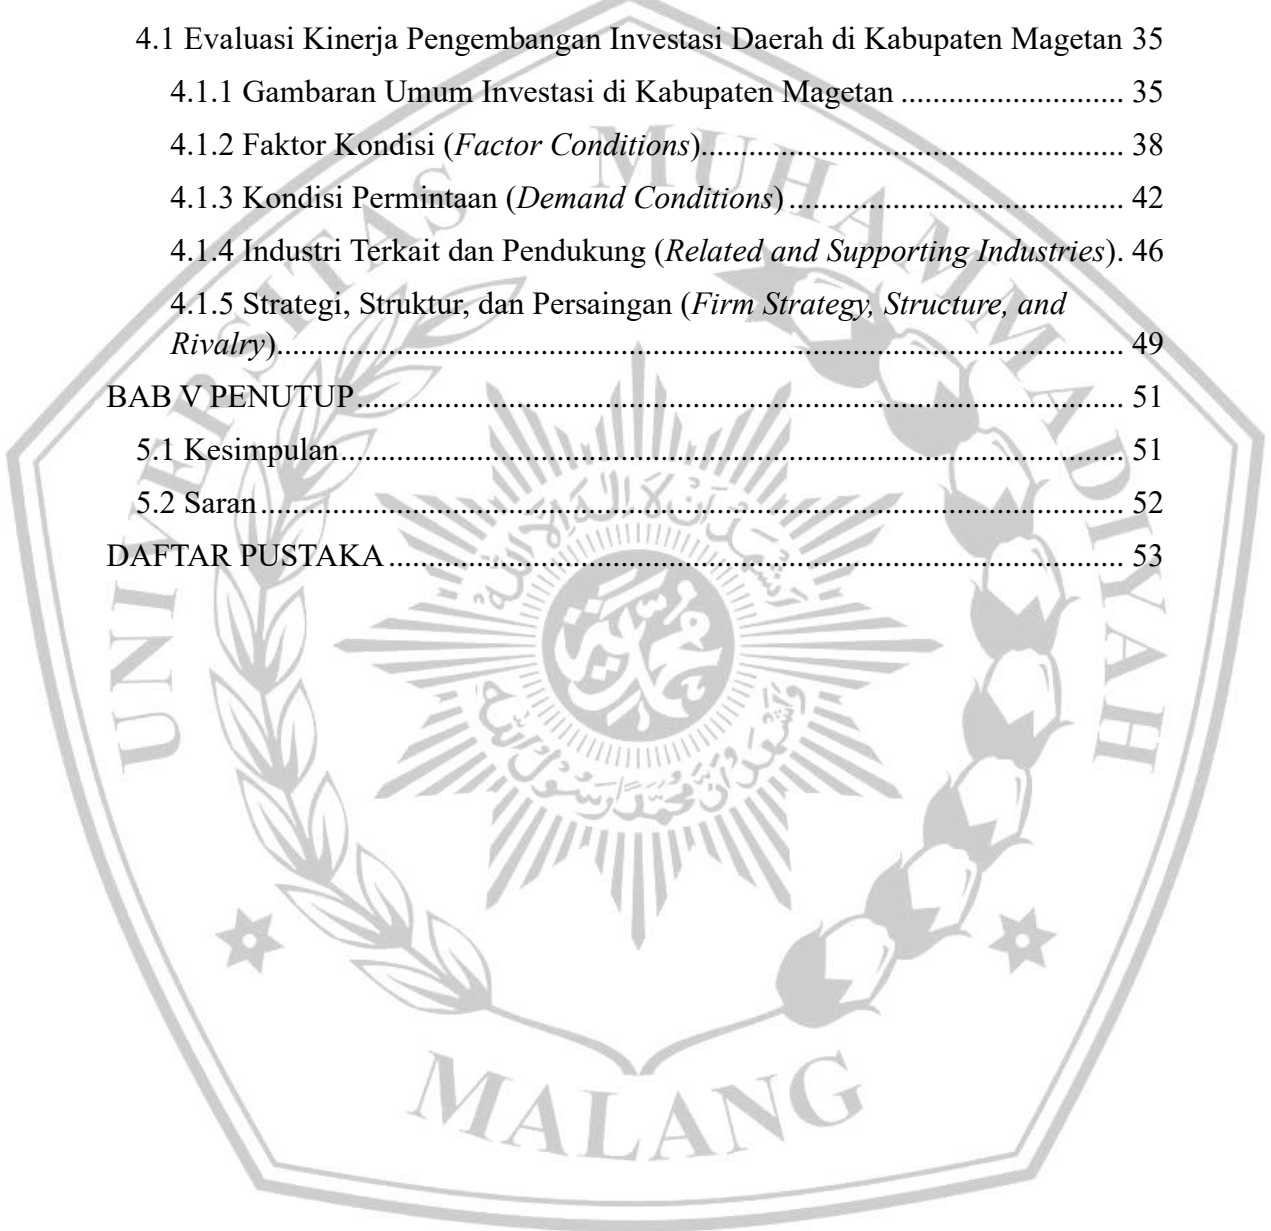 4.1 Evaluasi Kinerja Pengembangan Investasi Daerah di Kabupaten Magetan 35
4.1.1 Gambaran Umum Investasi di Kabupaten Magetan ............................ 35
4.1.2 Faktor Kondisi (Factor Conditions)..................................................... 38
4.1.3 Kondisi Permintaan (Demand Conditions) .......................................... 42
4.1.4 Industri Terkait dan Pendukung (Related and Supporting Industries). 46
4.1.5 Strategi, Struktur, dan Persaingan (Firm Strategy, Structure, and
Rivalry)........................................................................................................... 49
BAB V PENUTUP................................................................................................. 51
5.1 Kesimpulan................................................................................................... 51
5.2 Saran............................................................................................................. 52
DAFTAR PUSTAKA............................................................................................. 53
UNIVERSITAS MUHAMMADIYAH
MALANG